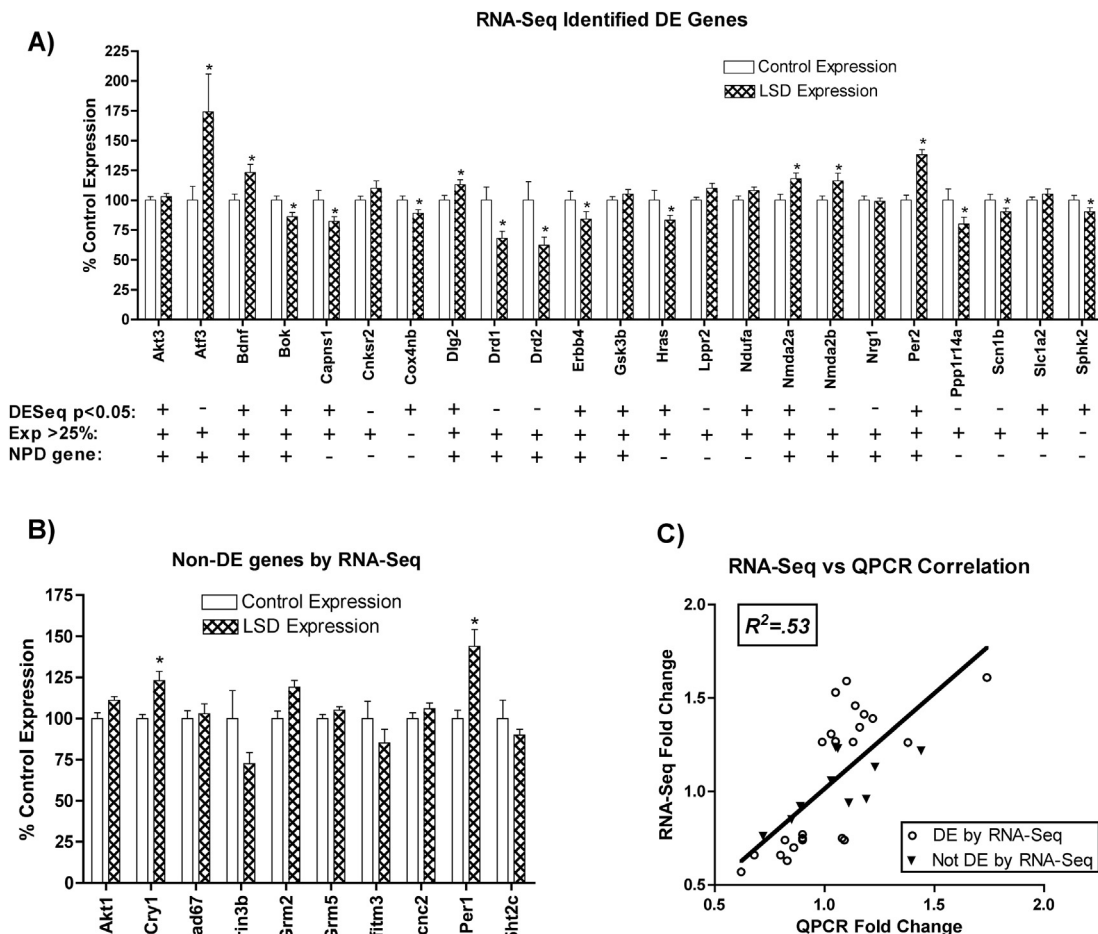 RNA-Seq Identified DE Genes
A)
% Control Expression
225
200
175
150
125
100
75
50
25
0
Control Expression
LSD Expression
* * * * * * * * * * * * * * * * *
Akt3 Atf3 Bdnf Bok Capns1 Cnksr2 Cox4nb Dlg2 Drd1 Drd2 Erbb4 Gsk3b Hras Lppr2 Ndufa Nmda2a Nmda2b Nrg1 Per2 Ppp1r14a Scn1b Slc1a2 Sphk2
DESeq p<0.05: + - + + + - + + - - + + + - + + - - + - - + +
Exp >25%: + + + + + + - + + + + + + + + + + + + + + + -
NPD gene: + + + + - - - + + + + + - - - + + + + - - - -
B)
Non-DE genes by RNA-Seq
% Control Expression
175
150
125
100
75
50
25
0
Control Expression
LSD Expression
* *
Akt1 Cry1 ad67 rin3b Grm2 Grm5 fitm3 cnc2 Per1 5ht2c
C)
RNA-Seq vs QPCR Correlation
RNA-Seq Fold Change
2.0
1.5
1.0
0.5
R²=.53
DE by RNA-Seq
Not DE by RNA-Seq
0.5 1.0 1.5 2.0
QPCR Fold Change